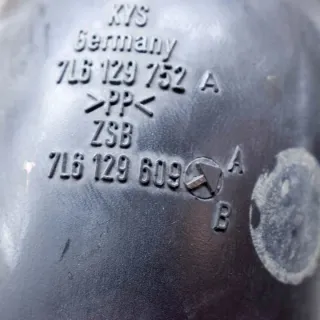 KYS
Germany
7L6 129 752 A
>PP<
ZSB
7L6 129 609 A
B